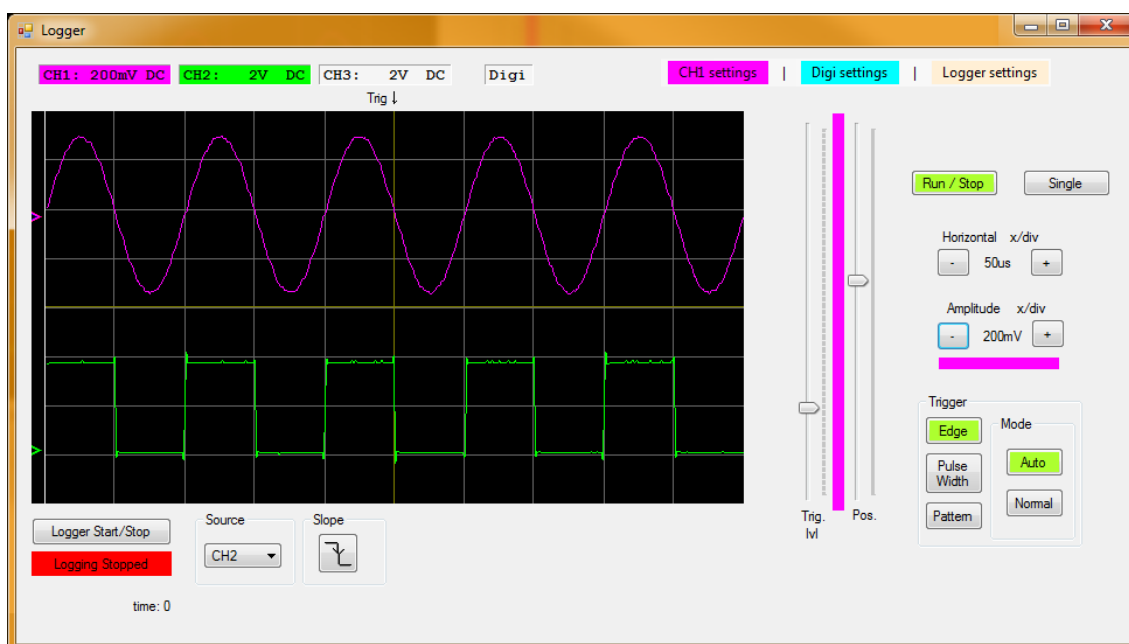 Logger
CH1: 200mV DC CH2: 2V DC CH3: 2V DC Digi
CH1 settings | Digi settings | Logger settings
Trig ↓
Run / Stop Single
Horizontal x/div
- 50us +
Amplitude x/div
- 200mV +
Trigger
Edge
Pulse
Width
Pattern
Mode
Auto
Normal
Trig.
lvl
Pos.
Logger Start/Stop
Logging Stopped
Source
CH2
Slope
time: 0